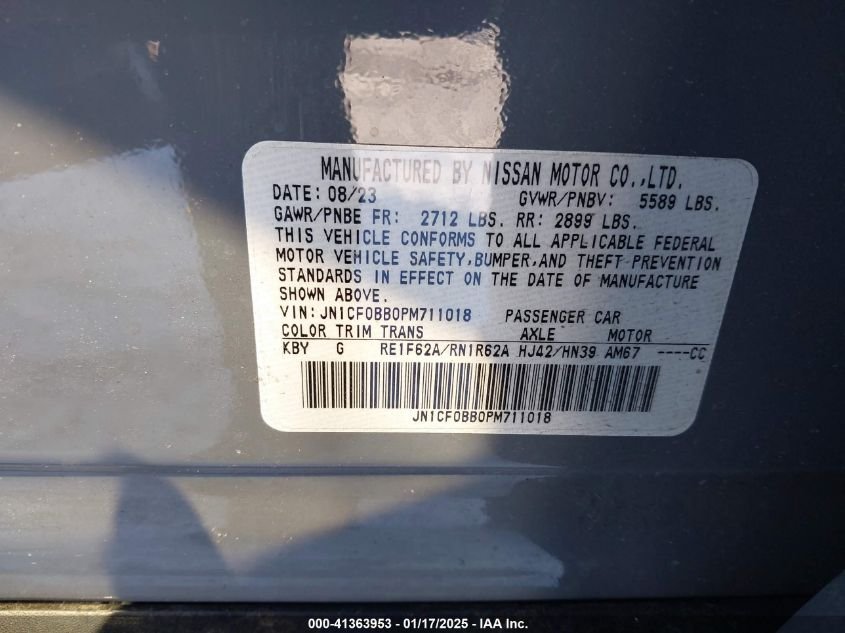 MANUFACTURED BY NISSAN MOTOR CO.,LTD.
DATE: 08/23 GVWR/PNBV: 5589 LBS.
GAWR/PNBE FR: 2712 LBS. RR: 2899 LBS.
THIS VEHICLE CONFORMS TO ALL APPLICABLE FEDERAL
MOTOR VEHICLE SAFETY,BUMPER,AND THEFT PREVENTION
STANDARDS IN EFFECT ON THE DATE OF MANUFACTURE
SHOWN ABOVE.
VIN: JN1CF0BB0PM711018 PASSENGER CAR
COLOR TRIM TRANS AXLE MOTOR
KBY G RE1F62A/RN1R62A HJ42/HN39 AM67 ----CC
JN1CF0BB0PM711018
000-41363953 — 01/17/2025 - IAA Inc.